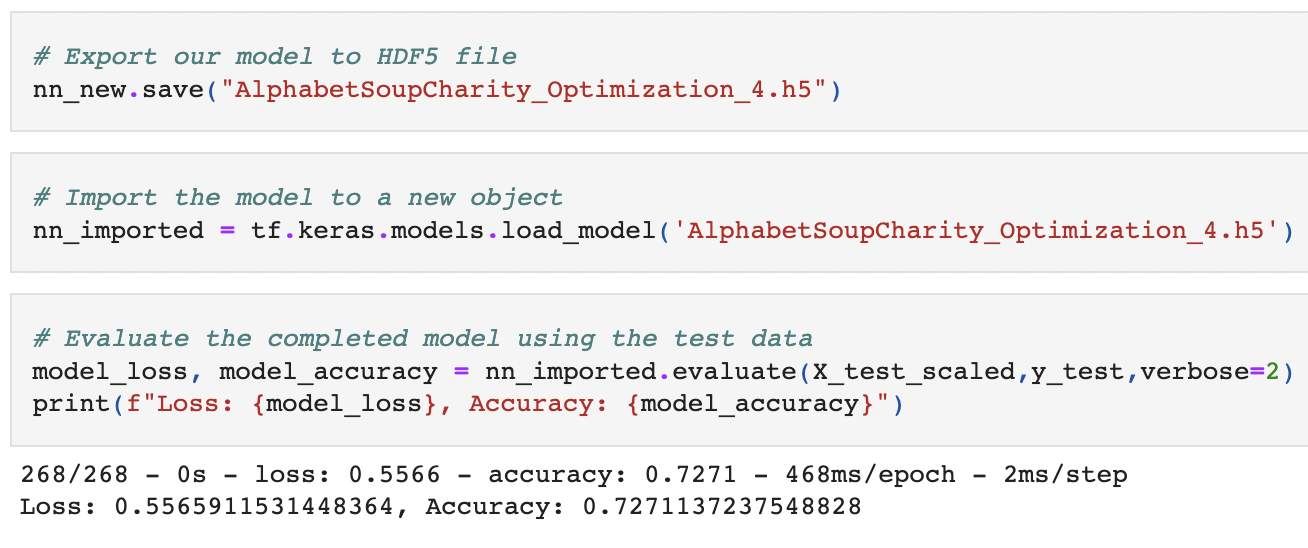 # Export our model to HDF5 file
nn_new.save("AlphabetSoupCharity_Optimization_4.h5")
# Import the model to a new object
nn_imported = tf.keras.models.load_model('AlphabetSoupCharity_Optimization_4.h5')
# Evaluate the completed model using the test data
model_loss, model_accuracy = nn_imported.evaluate(X_test_scaled,y_test,verbose=2)
print(f"Loss: {model_loss}, Accuracy: {model_accuracy}")
268/268 - 0s - loss: 0.5566 - accuracy: 0.7271 - 468ms/epoch - 2ms/step
Loss: 0.5565911531448364, Accuracy: 0.7271137237548828